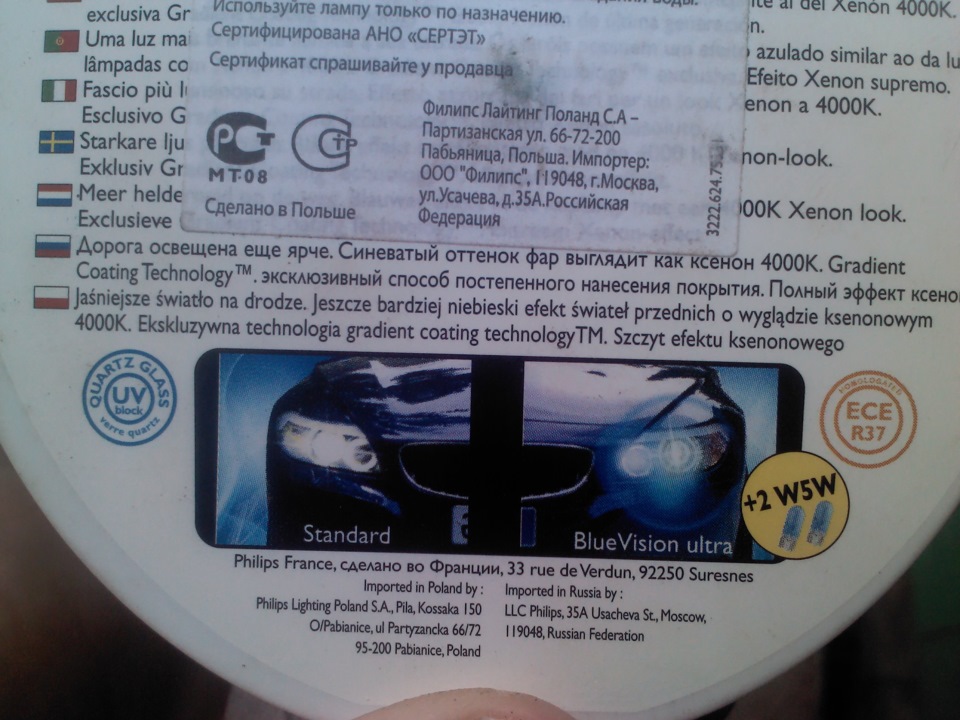 exclusiva Gr
Uma luz mai
lâmpadas co
Fascio più l
Esclusivo G
Starkare lju
Exklusiv Gr
Meer helde
Exclusieve
ite al del Xenón 4000K.
n.
azulado similar ao da lu
Efeito Xenon supremo.
enon a 4000K.
non-look.
00K Xenon look.
Используйте лампу только по назначению.
Сертифицирована АНО «СЕРТЭТ»
Сертификат спрашивайте у продавца
РСТ
МТ-08
Сделано в Польше
Филипс Лайтинг Поланд С.А –
Партизанская ул. 66-72-200
Пабьяница, Польша. Импортер:
ООО "Филипс", 119048, г.Москва,
ул.Усачева, д.35А.Российская
Федерация
Дорога освещена еще ярче. Синеватый оттенок фар выглядит как ксенон 4000K. Gradient
Coating Technology™. эксклюзивный способ постепенного нанесения покрытия. Полный эффект ксено
Jaśniejsze światło na drodze. Jeszcze bardziej niebieski efekt świateł przednich o wyglądzie ksenonowym
4000K. Ekskluzywna technologia gradient coating technologyTM. Szczyt efektu ksenonowego
QUARTZ GLASS
UV
block
verre quartz
HOMOLOGATED
ECE
R37
+2 W5W
Standard
BlueVision ultra
Philips France, сделано во Франции, 33 rue de Verdun, 92250 Suresnes
Imported in Poland by :
Philips Lighting Poland S.A., Pila, Kossaka 150
O/Pabianice, ul Partyzancka 66/72
95-200 Pabianice, Poland
Imported in Russia by :
LLC Philips, 35A Usacheva St., Moscow,
119048, Russian Federation